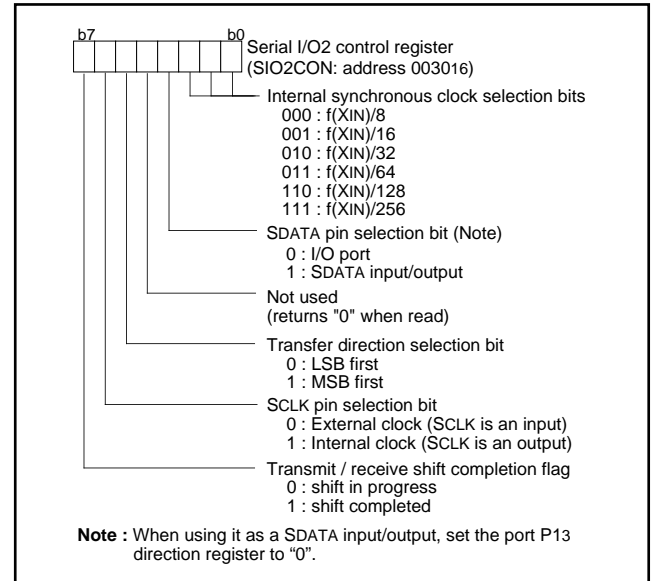 b7 b0
Serial I/O2 control register
(SIO2CON: address 003016)
Internal synchronous clock selection bits
000 : f(XIN)/8
001 : f(XIN)/16
010 : f(XIN)/32
011 : f(XIN)/64
110 : f(XIN)/128
111 : f(XIN)/256
SDATA pin selection bit (Note)
0 : I/O port
1 : SDATA input/output
Not used
(returns "0" when read)
Transfer direction selection bit
0 : LSB first
1 : MSB first
SCLK pin selection bit
0 : External clock (SCLK is an input)
1 : Internal clock (SCLK is an output)
Transmit / receive shift completion flag
0 : shift in progress
1 : shift completed
Note : When using it as a SDATA input/output, set the port P13
direction register to “0”.